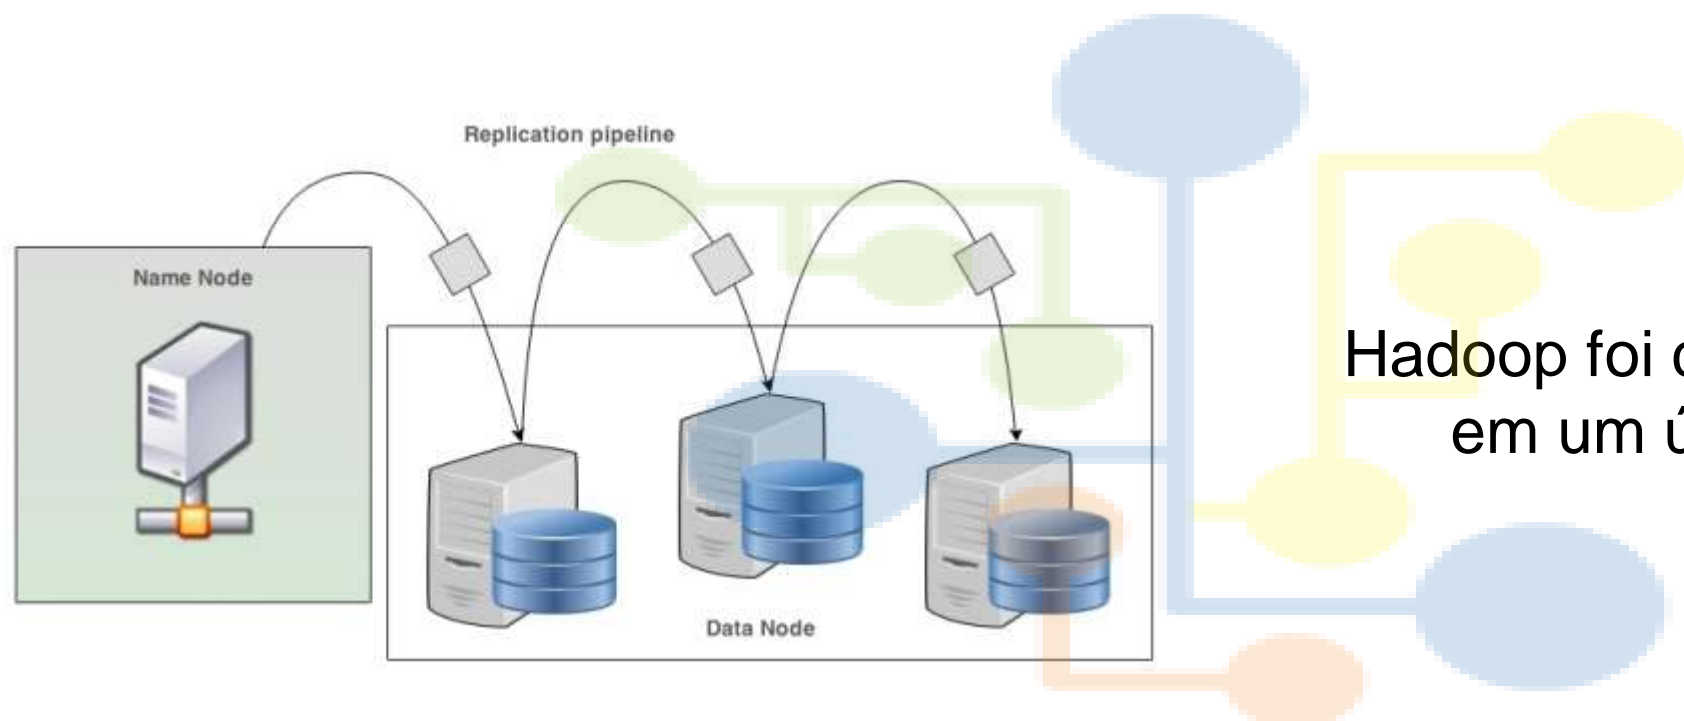 Replication pipeline
Name Node
Data Node
Hadoop foi
em um